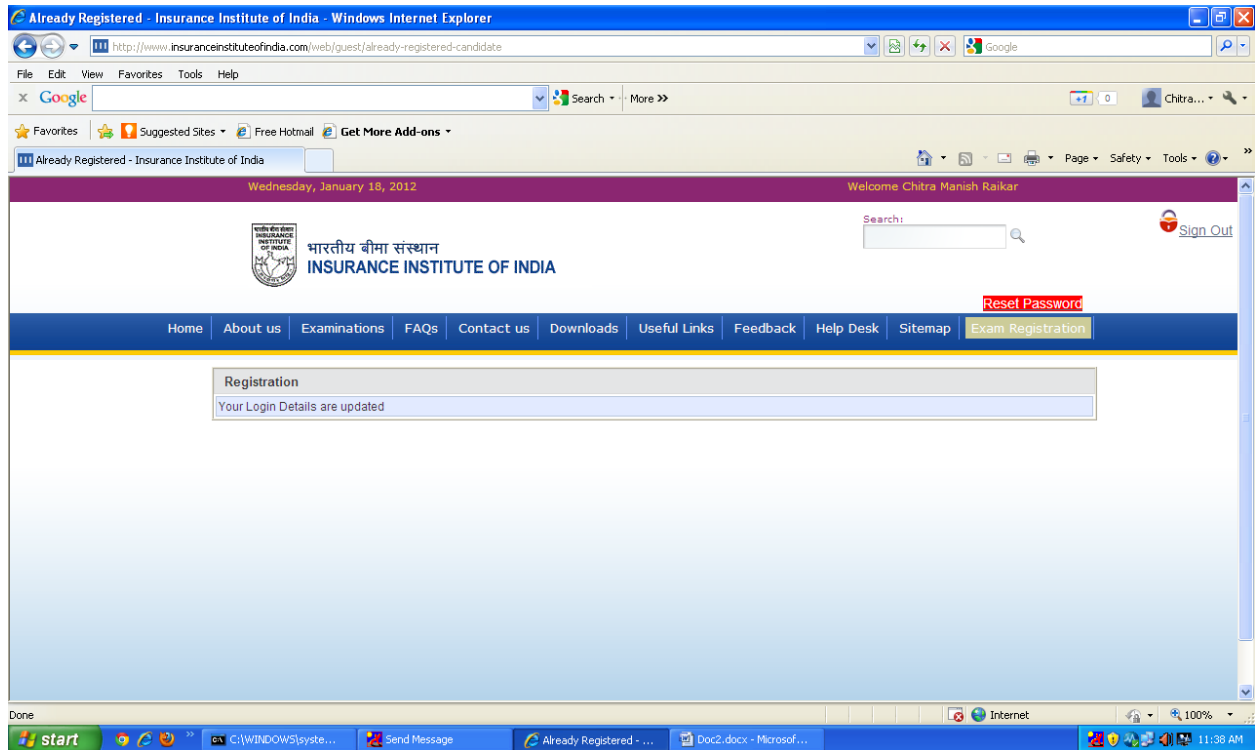 Already Registered - Insurance Institute of India - Windows Internet Explorer
http://www.insuranceinstituteofindia.com/web/guest/already-registered-candidate
Google
File Edit View Favorites Tools Help
x Google Search More >> +1 0 Chitra...
Favorites Suggested Sites Free Hotmail Get More Add-ons
Already Registered - Insurance Institute of India Page Safety Tools >>
Wednesday, January 18, 2012 Welcome Chitra Manish Raikar
Search:
Sign Out
भारतीय बीमा संस्थान
INSURANCE
INSTITUTE
OF INDIA
भारतीय बीमा संस्थान
INSURANCE INSTITUTE OF INDIA
Reset Password
Home About us Examinations FAQs Contact us Downloads Useful Links Feedback Help Desk Sitemap Exam Registration
Registration
Your Login Details are updated
Done Internet 100%
start >> C:\WINDOWS\syste... Send Message Already Registered - ... Doc2.docx - Microsof... 11:38 AM